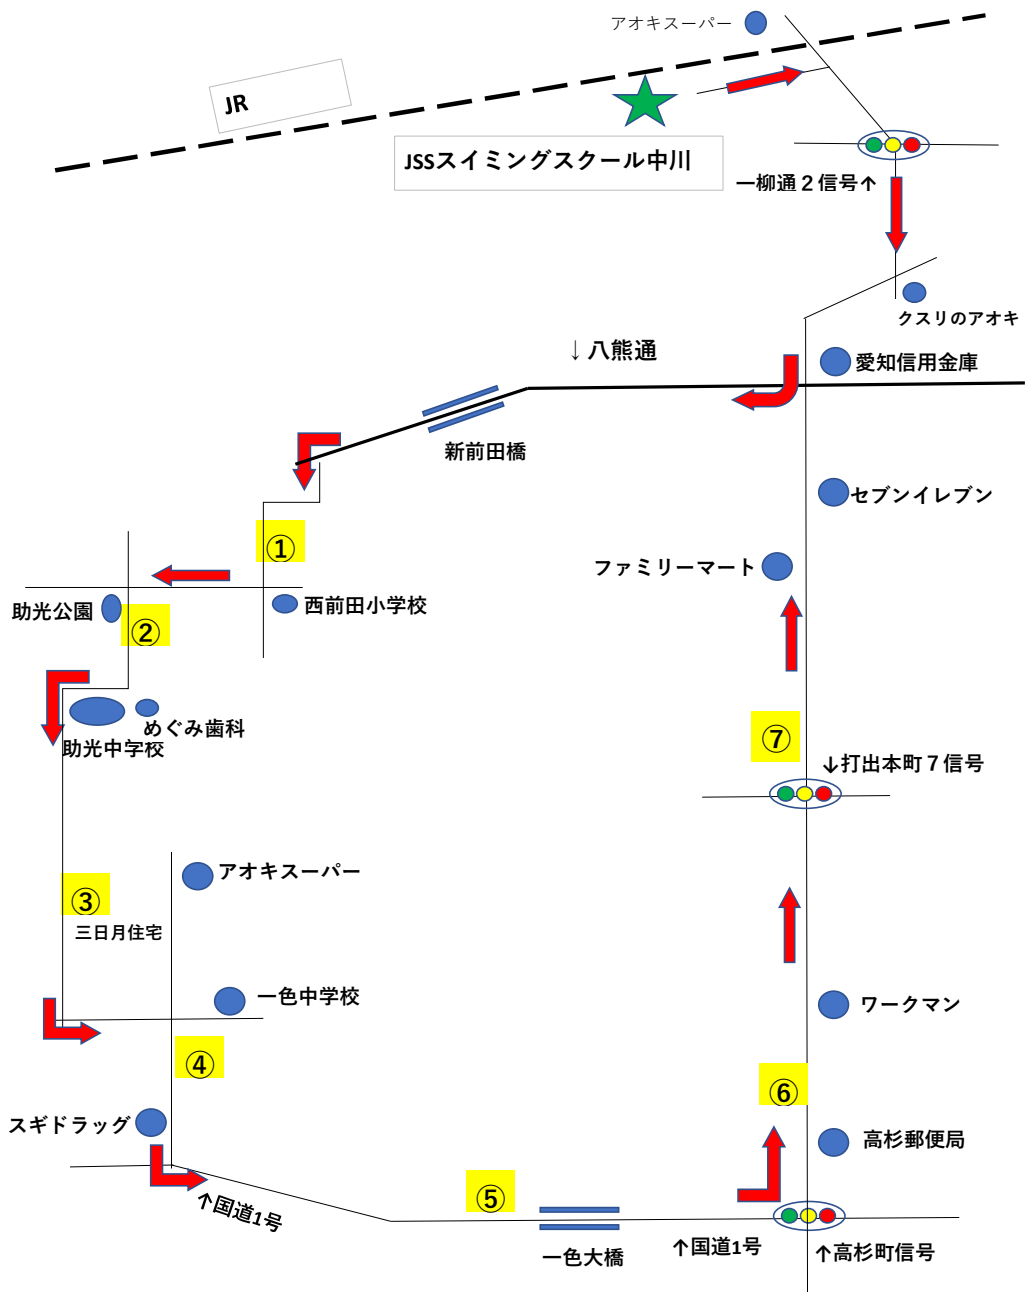 アオキスーパー
JR
JSSスイミングスクール中川
一柳通２信号↑
クスリのアオキ
↓八熊通
愛知信用金庫
新前田橋
セブンイレブン
①
ファミリーマート
助光公園
西前田小学校
②
めぐみ歯科
助光中学校
⑦
↓打出本町７信号
アオキスーパー
③
三日月住宅
一色中学校
ワークマン
④
⑥
スギドラッグ
高杉郵便局
⑤
↑国道1号
一色大橋
↑国道1号
↑高杉町信号